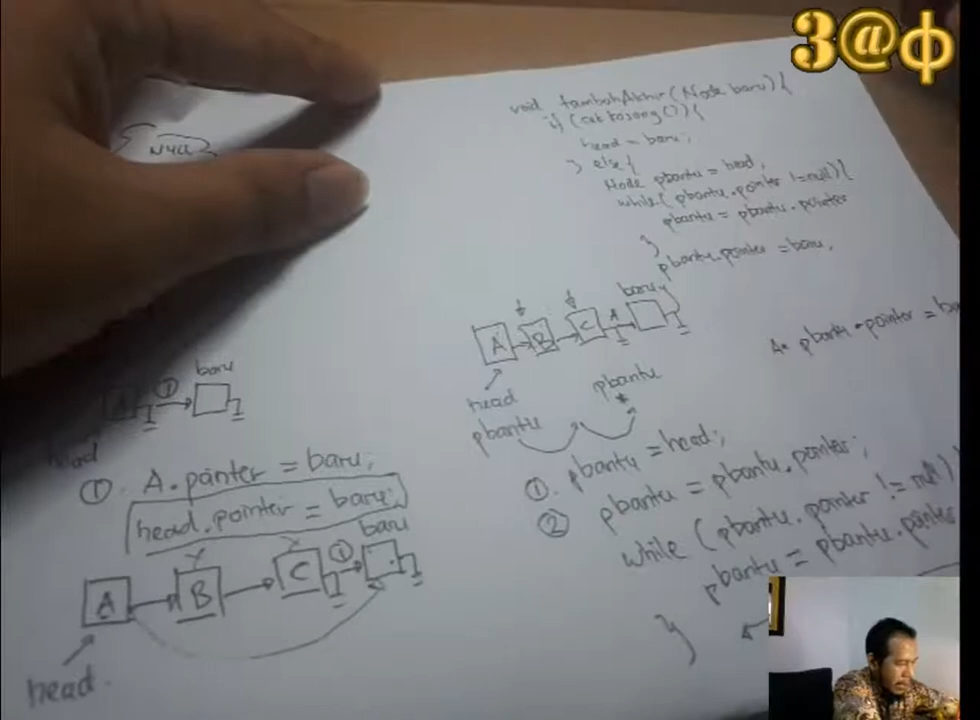 3@ф
void tambahAkhir(Node baru){
if (cekKosong()){
head = baru;
} else{
Node pbantu = head;
while( pbantu.pointer !=null){
pbantu = pbantu.pointer
}
pbantu.pointer = baru;
baru
A B C A
head
pbantu
pbantu
*
A. pbantu.pointer =
① pbantu = head;
pbantu = pbantu.pointer;
② while (pbantu.pointer != null)
pbantu = pbantu.pointer
}
① baru
head
① A.pointer = baru;
head.pointer = baru;
baru
A B C ①
head.